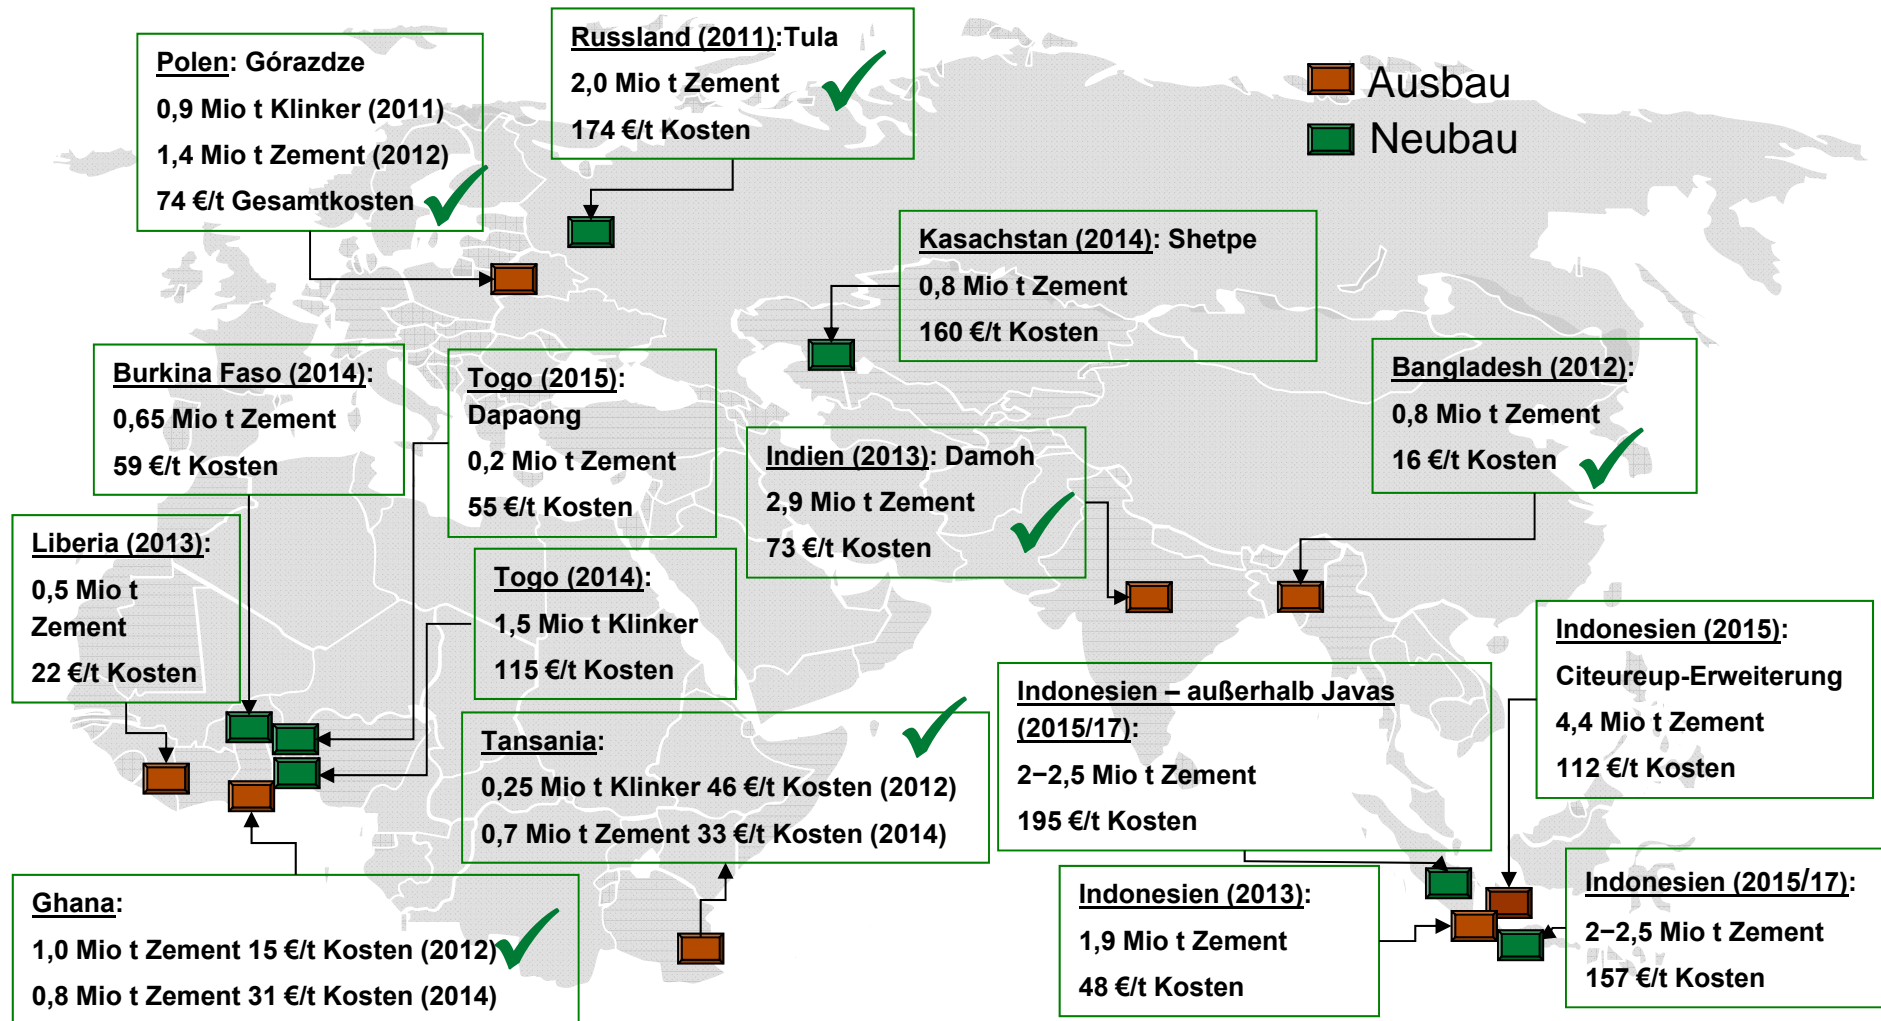 Polen: Górazdze
0,9 Mio t Klinker (2011)
1,4 Mio t Zement (2012)
74 €/t Gesamtkosten
Russland (2011):Tula
2,0 Mio t Zement
174 €/t Kosten
Ausbau
Neubau
Kasachstan (2014): Shetpe
0,8 Mio t Zement
160 €/t Kosten
Burkina Faso (2014):
0,65 Mio t Zement
59 €/t Kosten
Togo (2015):
Dapaong
0,2 Mio t Zement
55 €/t Kosten
Indien (2013): Damoh
2,9 Mio t Zement
73 €/t Kosten
Bangladesh (2012):
0,8 Mio t Zement
16 €/t Kosten
Liberia (2013):
0,5 Mio t
Zement
22 €/t Kosten
Togo (2014):
1,5 Mio t Klinker
115 €/t Kosten
Tansania:
0,25 Mio t Klinker 46 €/t Kosten (2012)
0,7 Mio t Zement 33 €/t Kosten (2014)
Indonesien – außerhalb Javas
(2015/17):
2–2,5 Mio t Zement
195 €/t Kosten
Indonesien (2015):
Citeureup-Erweiterung
4,4 Mio t Zement
112 €/t Kosten
Ghana:
1,0 Mio t Zement 15 €/t Kosten (2012)
0,8 Mio t Zement 31 €/t Kosten (2014)
Indonesien (2013):
1,9 Mio t Zement
48 €/t Kosten
Indonesien (2015/17):
2–2,5 Mio t Zement
157 €/t Kosten